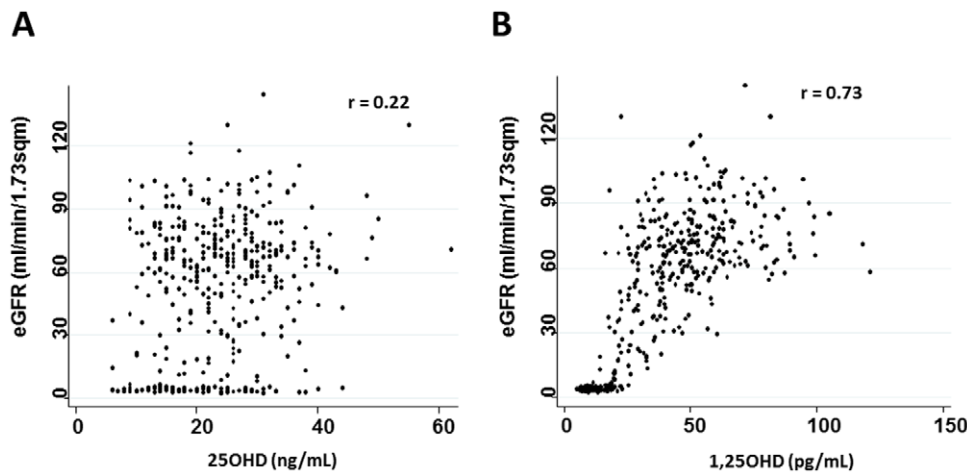 A
B
r = 0.22
r = 0.73
eGFR (ml/min/1.73sqm)
120
90
60
30
0
0 20 40 60
25OHD (ng/mL)
eGFR (ml/min/1.73sqm)
120
90
60
30
0
0 50 100 150
1,25OHD (pg/mL)